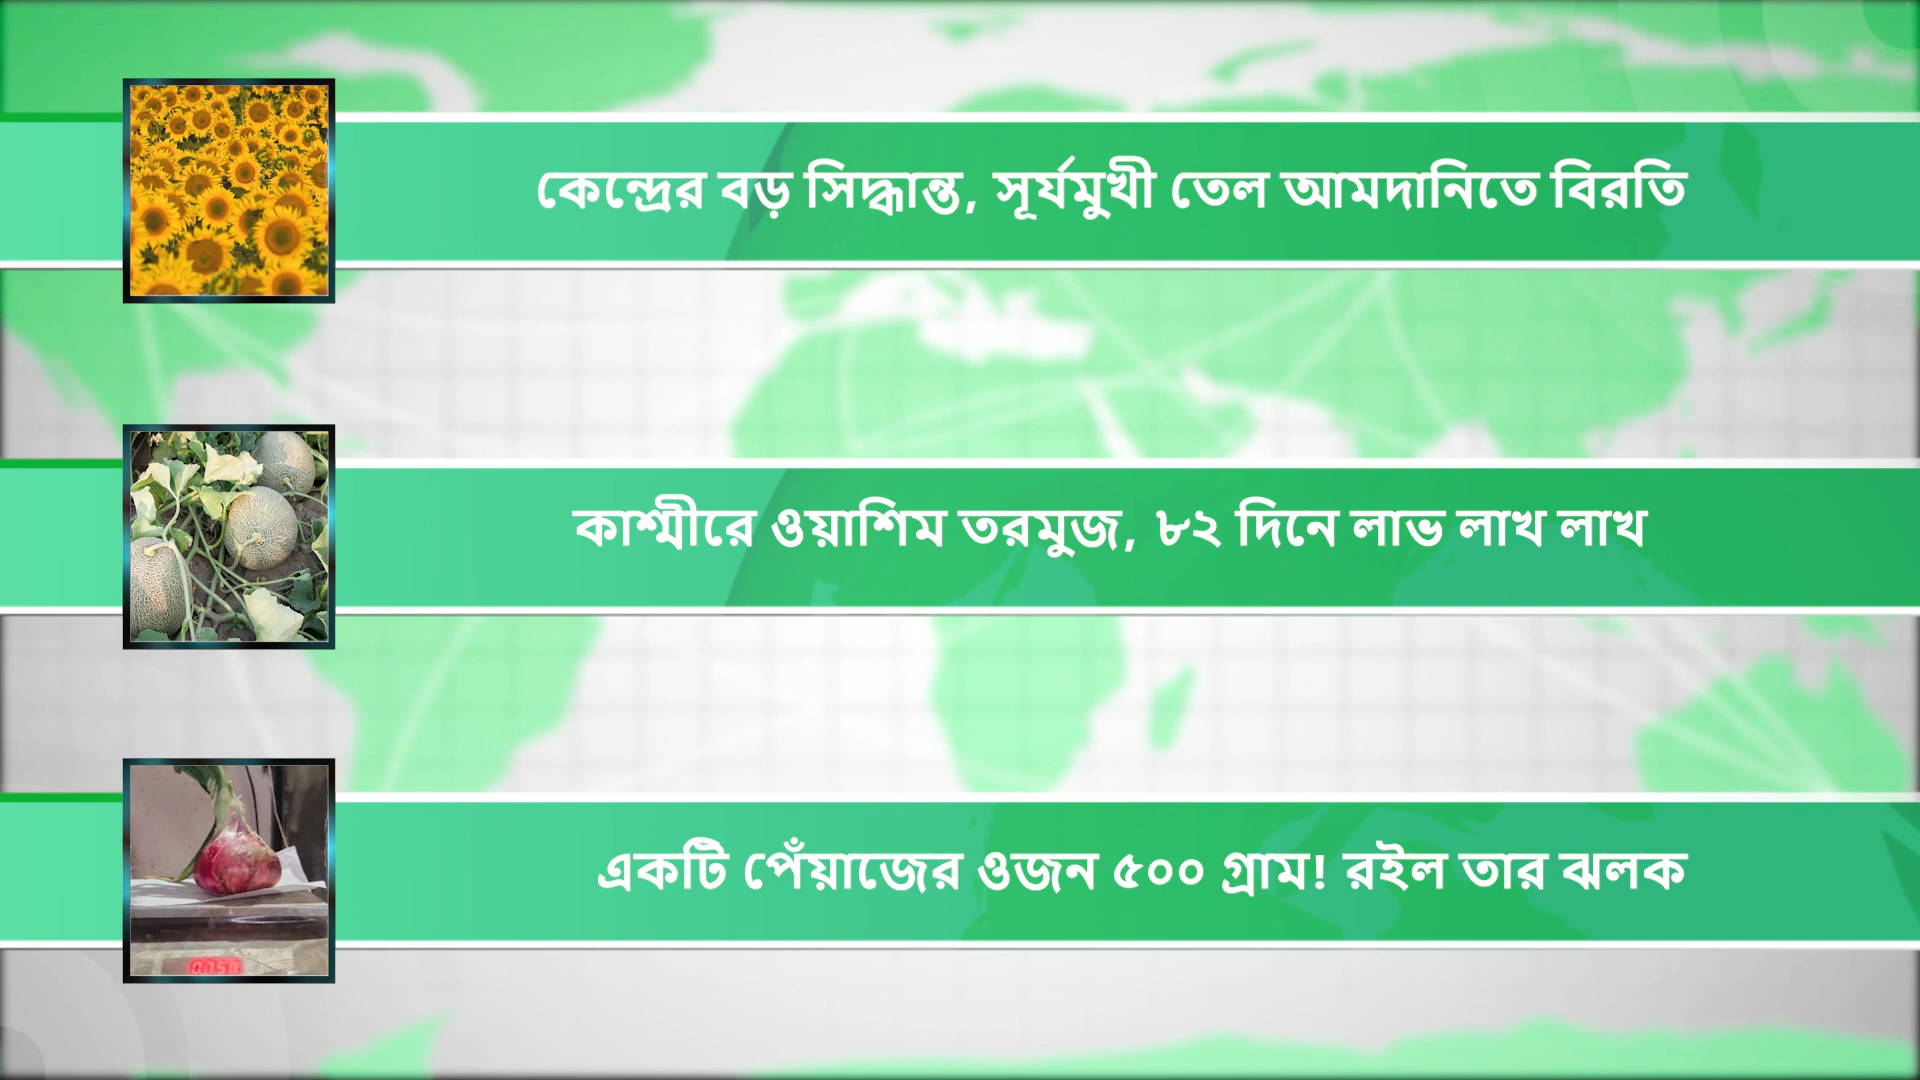 কেন্দ্রের বড় সিদ্ধান্ত, সূর্যমুখী তেল আমদানিতে বিরতি
কাশ্মীরে ওয়াশিম তরমুজ, ৮২ দিনে লাভ লাখ লাখ
একটি পেঁয়াজের ওজন ৫০০ গ্রাম! রইল তার ঝলক